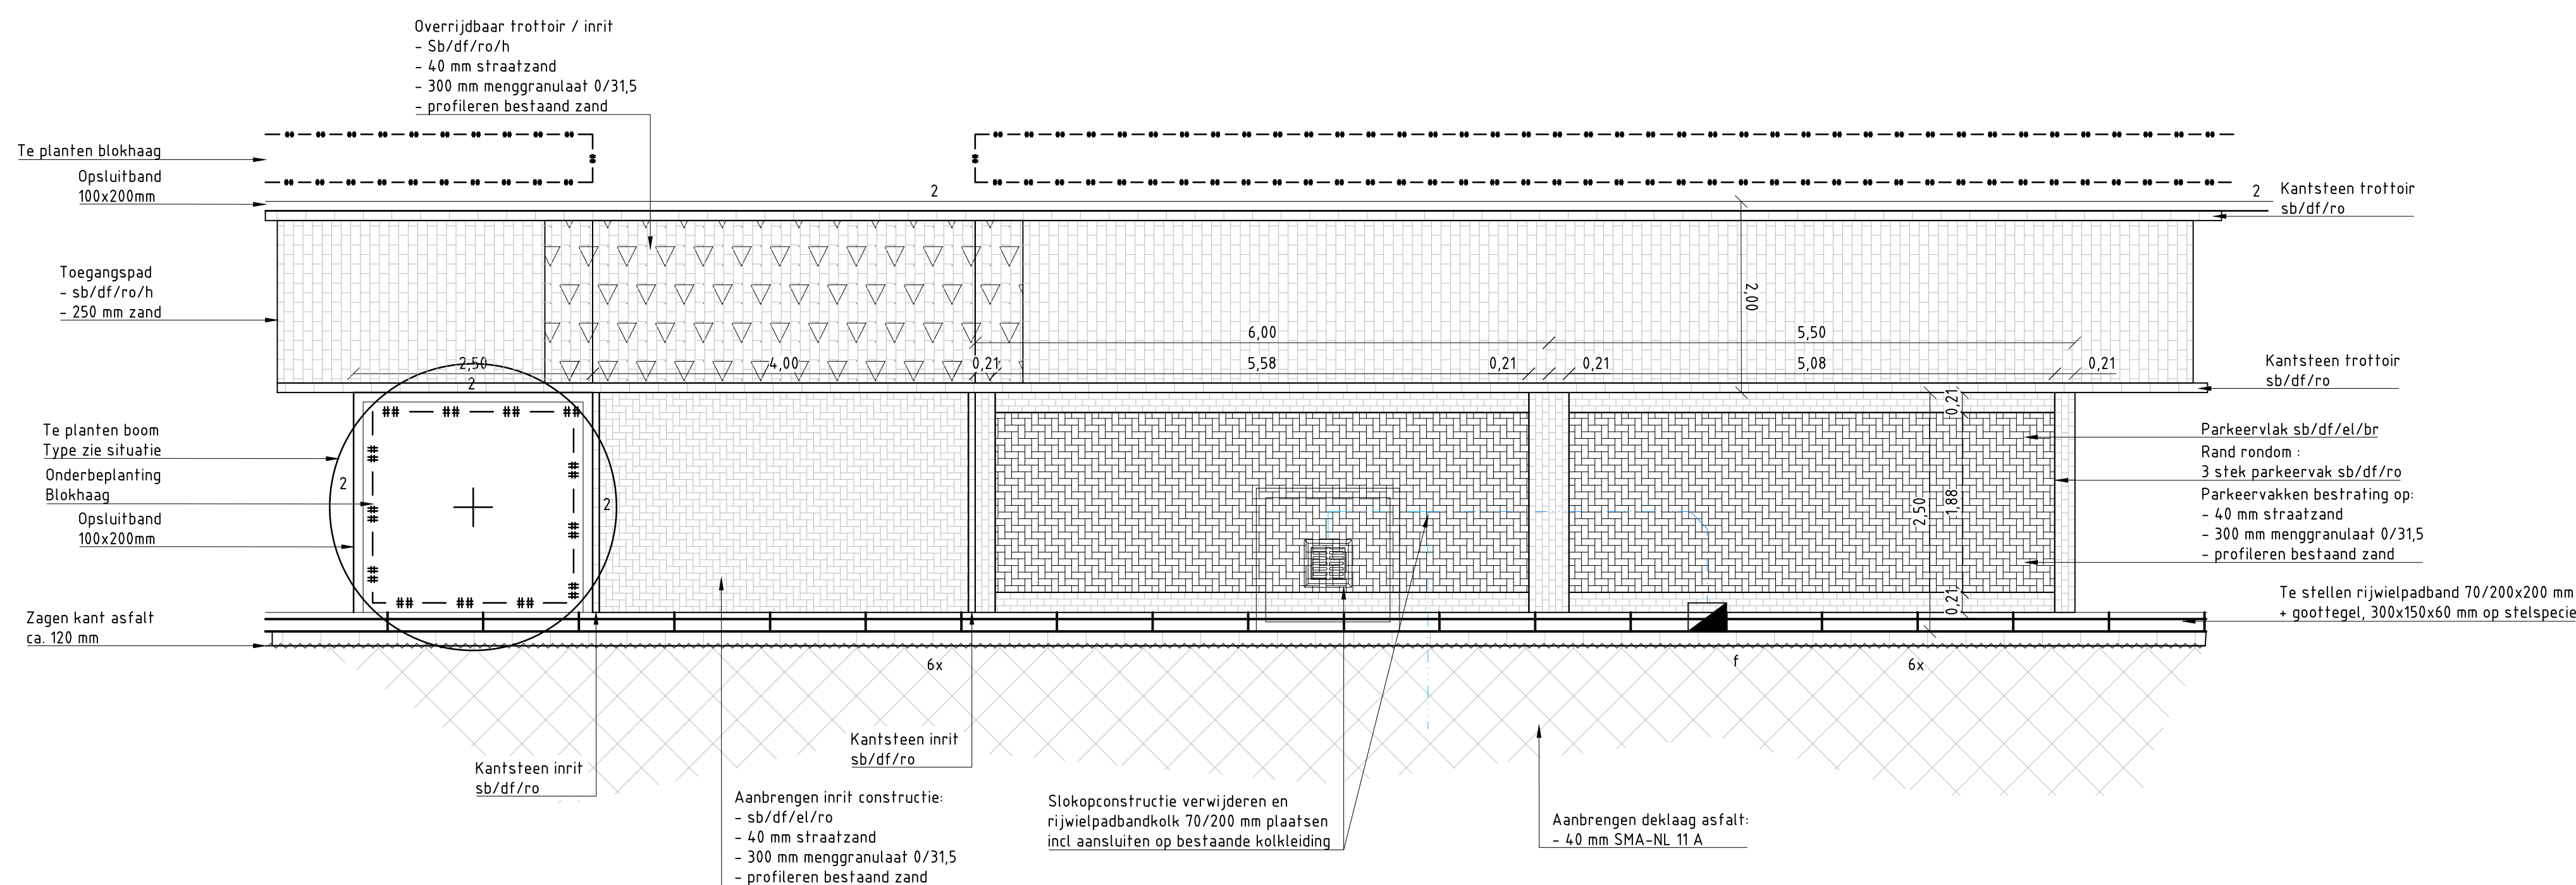 Overrijdbaar trottoir / inrit
- Sb/df/ro/h
- 40 mm straatzand
- 300 mm menggranulaat 0/31,5
- profileren bestaand zand
Te planten blokhaag
Opsluitband
100x200mm
2
2
Kantsteen trottoir
sb/df/ro
Toegangspad
- sb/df/ro/h
- 250 mm zand
2,00
6,00
5,50
2,50
4,00
0,21
5,58
0,21
0,21
5,08
0,21
Kantsteen trottoir
sb/df/ro
2
0,21
Te planten boom
Type zie situatie
Onderbeplanting
Blokhaag
Opsluitband
100x200mm
2
2
##
##
##
##
##
##
##
##
##
##
##
##
##
##
2,50
1,88
0,21
Parkeervlak sb/df/el/br
Rand rondom :
3 stek parkeervak sb/df/ro
Parkeervakken bestrating op:
- 40 mm straatzand
- 300 mm menggranulaat 0/31,5
- profileren bestaand zand
Te stellen rijwielpadband 70/200x200 mm
+ goottegel, 300x150x60 mm op stelspecie
Zagen kant asfalt
ca. 120 mm
6x
f
6x
Kantsteen inrit
sb/df/ro
Kantsteen inrit
sb/df/ro
Aanbrengen inrit constructie:
- sb/df/el/ro
- 40 mm straatzand
- 300 mm menggranulaat 0/31,5
- profileren bestaand zand
Slokopconstructie verwijderen en
rijwielpadbandkolk 70/200 mm plaatsen
incl aansluiten op bestaande kolkleiding
Aanbrengen deklaag asfalt:
- 40 mm SMA-NL 11 A